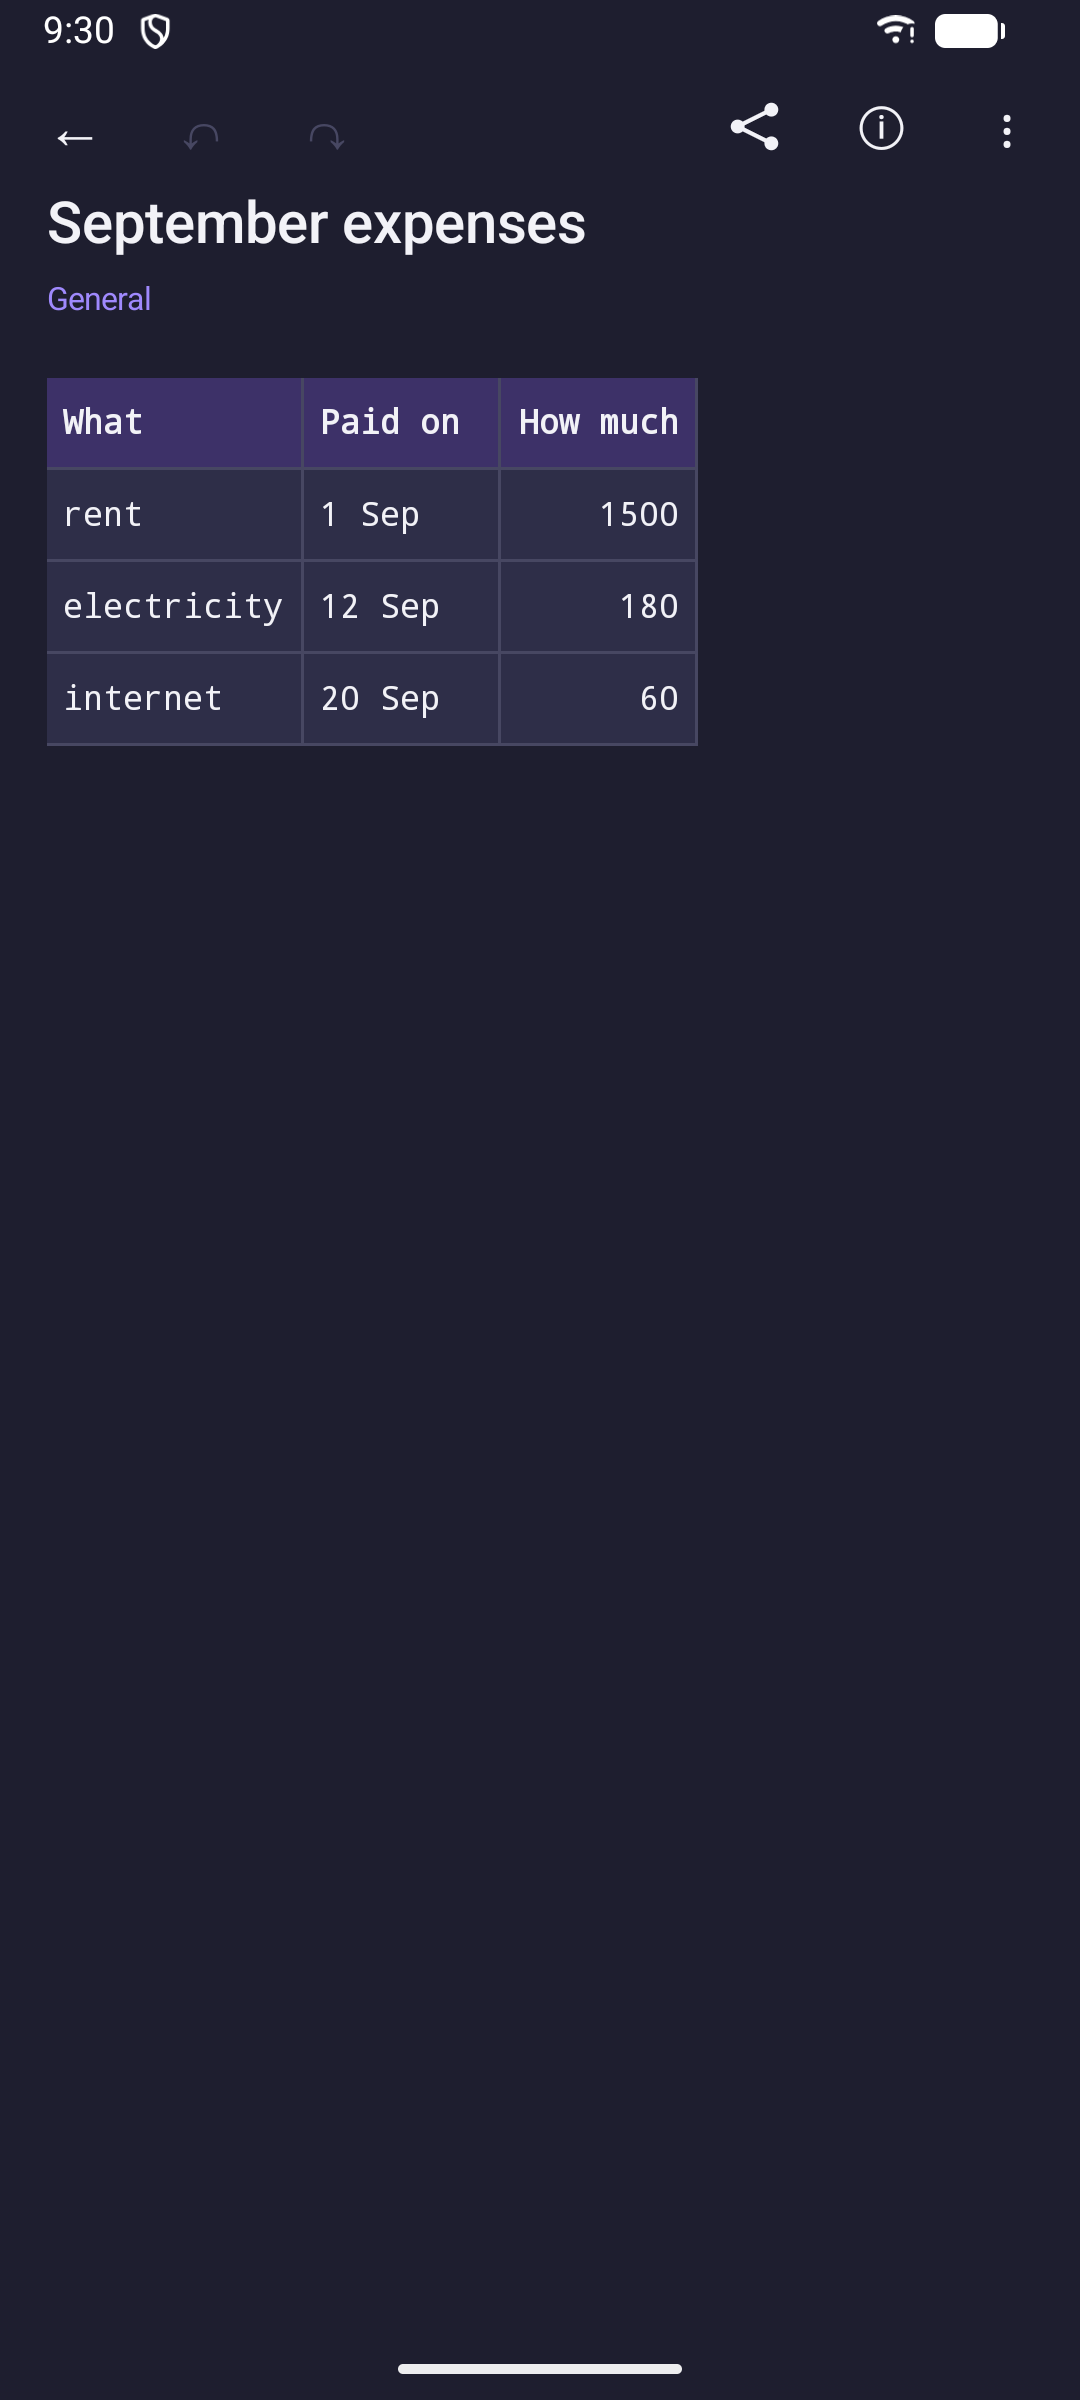 9:30
September expenses
General
What Paid on How much
rent 1 Sep 1500
electricity 12 Sep 180
internet 20 Sep 60